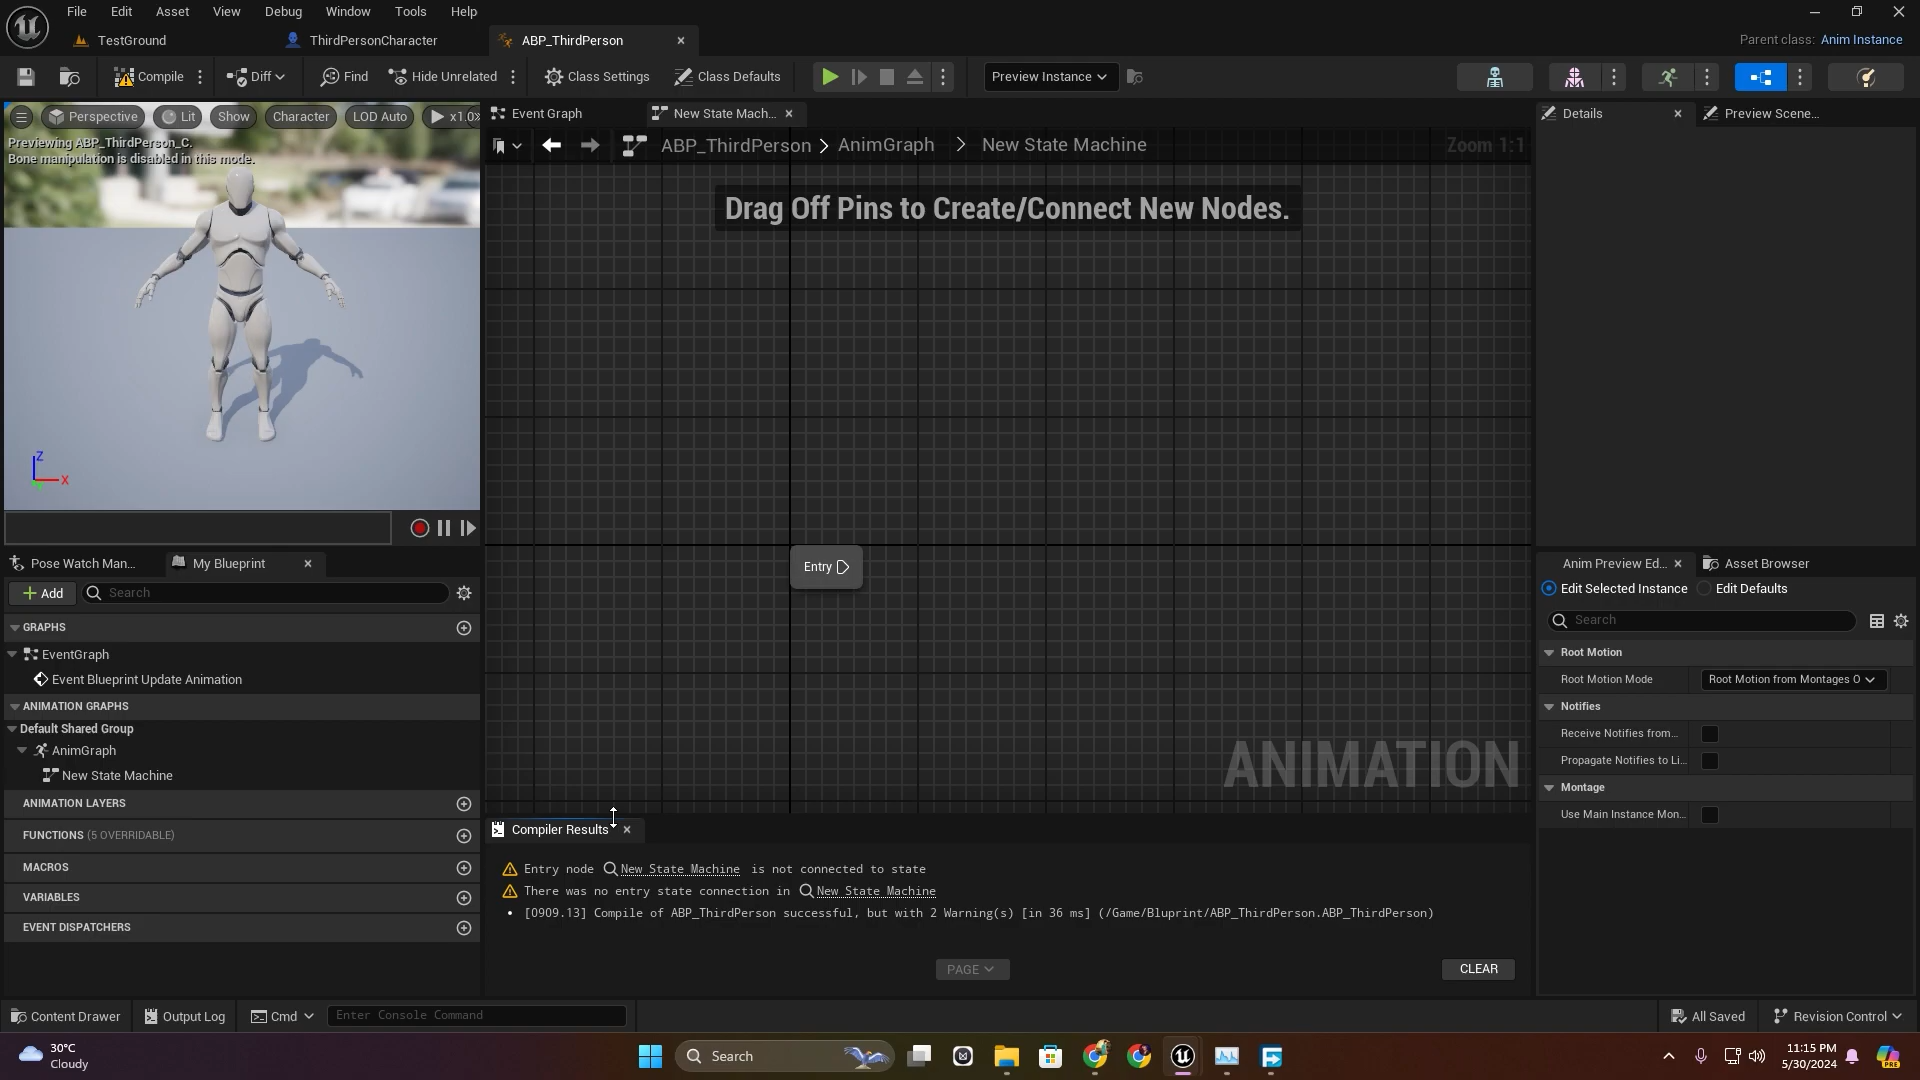 File Edit Asset View Debug Window Tools Help
TestGround ThirdPersonCharacter ABP_ThirdPerson
Parent class: Anim Instance
Compile Diff Find Hide Unrelated Class Settings Class Defaults Preview Instance
Perspective Lit Show Character LOD Auto x1.0
Previewing ABP_ThirdPerson_C.
Bone manipulation is disabled in this mode.
Z
X
Event Graph New State Mach...
ABP_ThirdPerson > AnimGraph > New State Machine
Zoom 1:1
Drag Off Pins to Create/Connect New Nodes.
Entry
ANIMATION
Details Preview Scene...
Pose Watch Man... My Blueprint
Add Search
GRAPHS
EventGraph
Event Blueprint Update Animation
ANIMATION GRAPHS
Default Shared Group
AnimGraph
New State Machine
ANIMATION LAYERS
FUNCTIONS (5 OVERRIDABLE)
MACROS
VARIABLES
EVENT DISPATCHERS
Compiler Results
Entry node New State Machine is not connected to state
There was no entry state connection in New State Machine
• [0909.13] Compile of ABP_ThirdPerson successful, but with 2 Warning(s) [in 36 ms] (/Game/Bluprint/ABP_ThirdPerson.ABP_ThirdPerson)
PAGE CLEAR
Anim Preview Ed... Asset Browser
Edit Selected Instance Edit Defaults
Search
Root Motion
Root Motion Mode Root Motion from Montages O
Notifies
Receive Notifies from...
Propagate Notifies to Li...
Montage
Use Main Instance Mon...
Content Drawer Output Log Cmd Enter Console Command All Saved Revision Control
30°C
Cloudy
Search
11:15 PM
5/30/2024
PRE